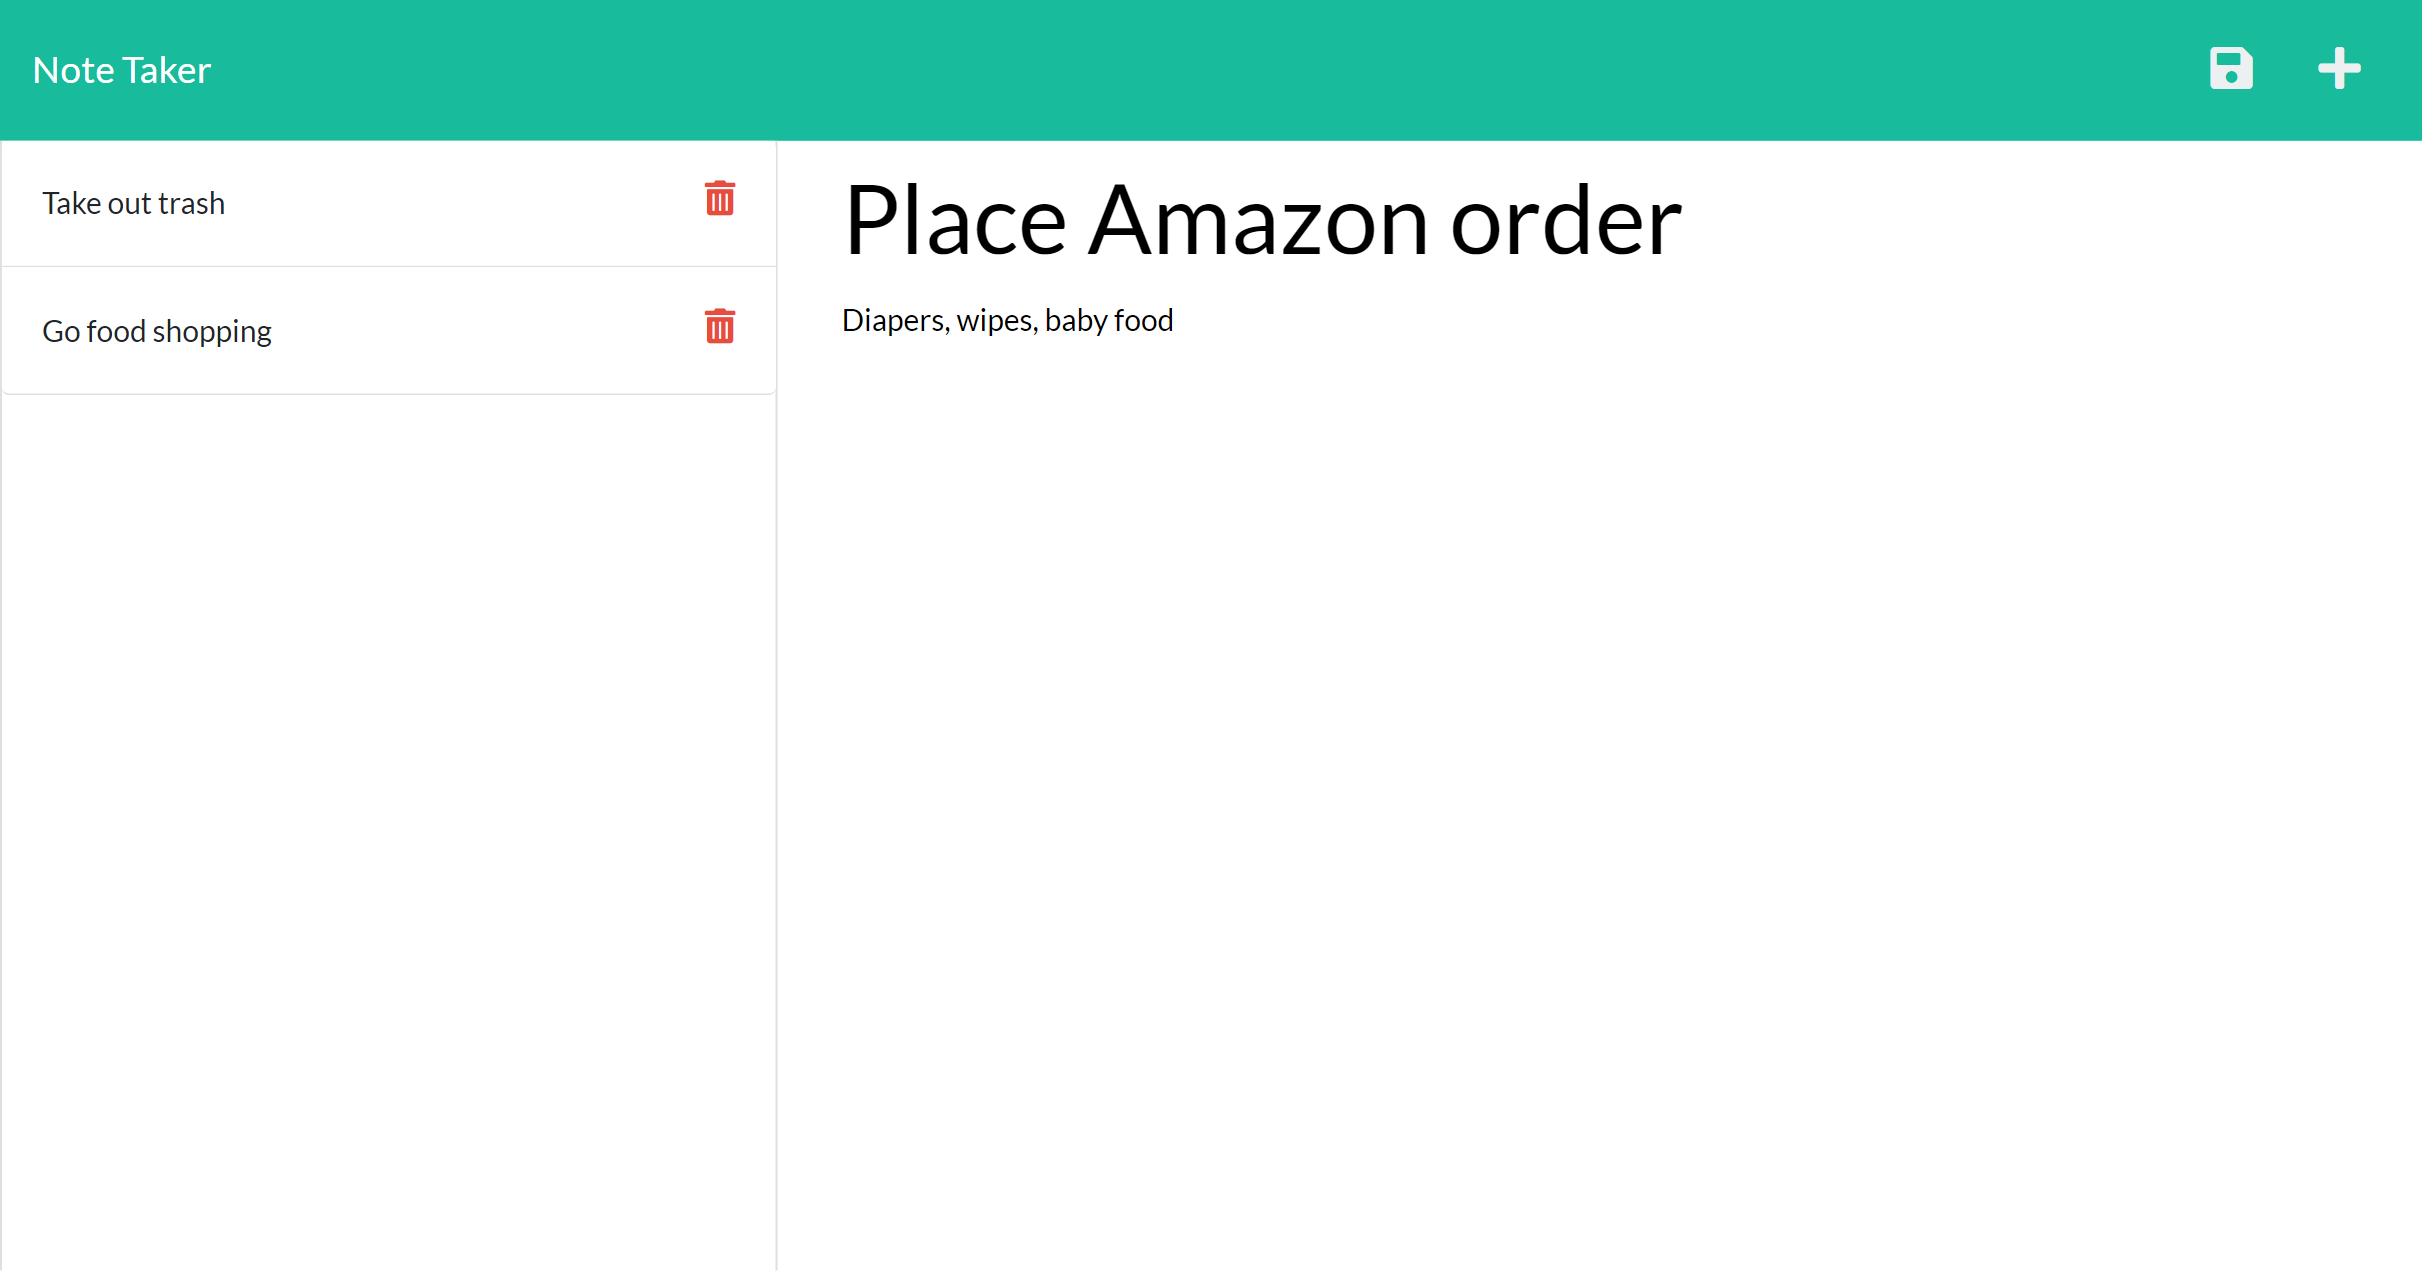 Note Taker
Take out trash
Go food shopping
Place Amazon order
Diapers, wipes, baby food